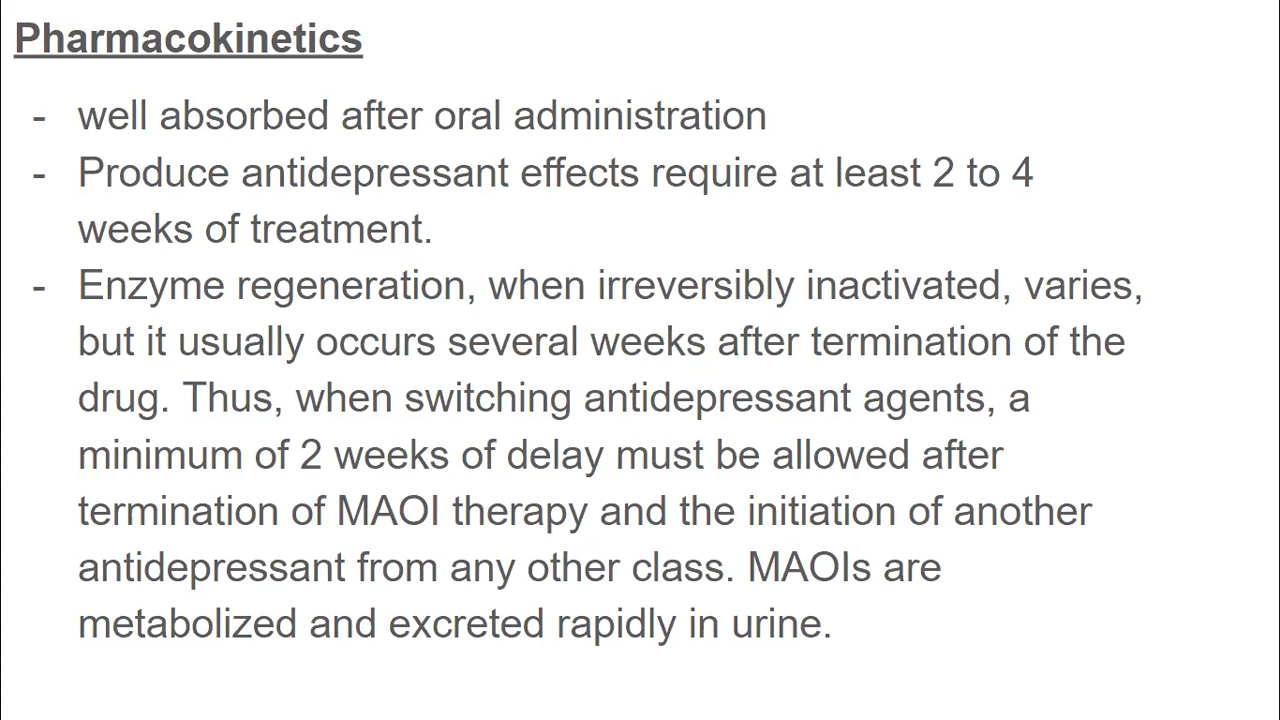 Pharmacokinetics
- well absorbed after oral administration
- Produce antidepressant effects require at least 2 to 4
weeks of treatment.
- Enzyme regeneration, when irreversibly inactivated, varies,
but it usually occurs several weeks after termination of the
drug. Thus, when switching antidepressant agents, a
minimum of 2 weeks of delay must be allowed after
termination of MAOI therapy and the initiation of another
antidepressant from any other class. MAOIs are
metabolized and excreted rapidly in urine.